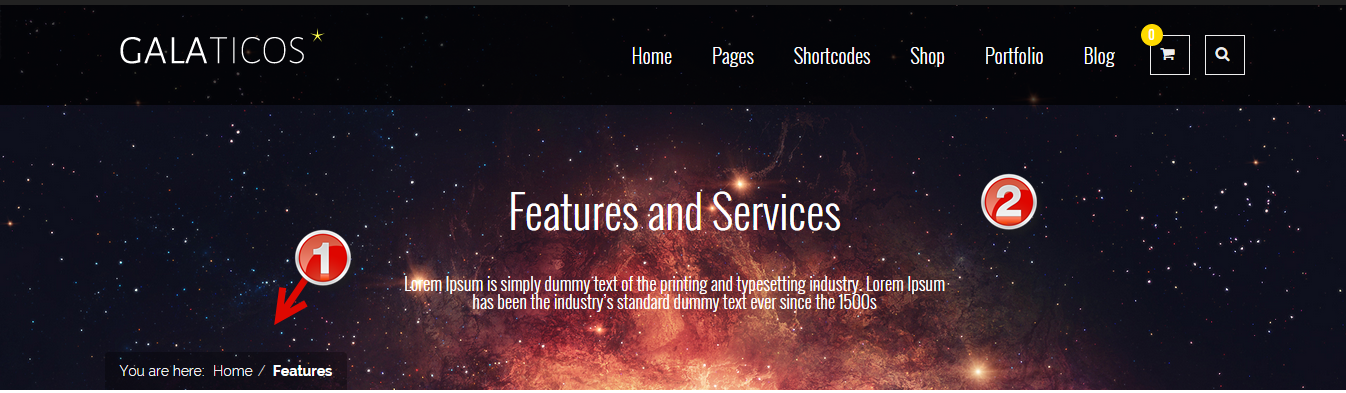 GALATICOS
Home Pages Shortcodes Shop Portfolio Blog 0
2
Features and Services
1
Lorem Ipsum is simply dummy text of the printing and typesetting industry. Lorem Ipsum
has been the industry's standard dummy text ever since the 1500s
You are here: Home / Features